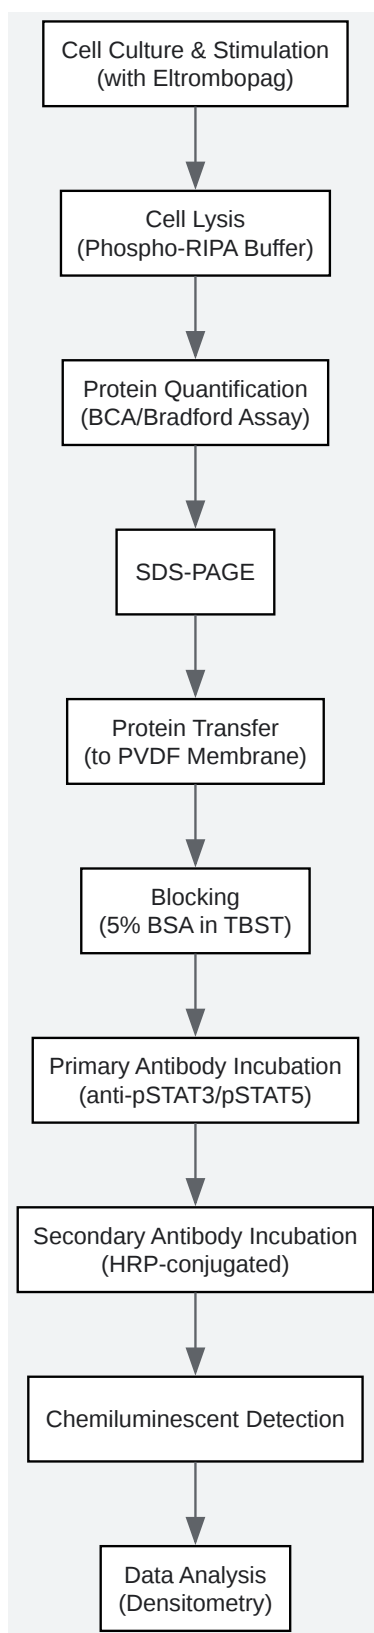 Cell Culture & Stimulation
(with Eltrombopag)
Cell Lysis
(Phospho-RIPA Buffer)
Protein Quantification
(BCA/Bradford Assay)
SDS-PAGE
Protein Transfer
(to PVDF Membrane)
Blocking
(5% BSA in TBST)
Primary Antibody Incubation
(anti-pSTAT3/pSTAT5)
Secondary Antibody Incubation
(HRP-conjugated)
Chemiluminescent Detection
Data Analysis
(Densitometry)